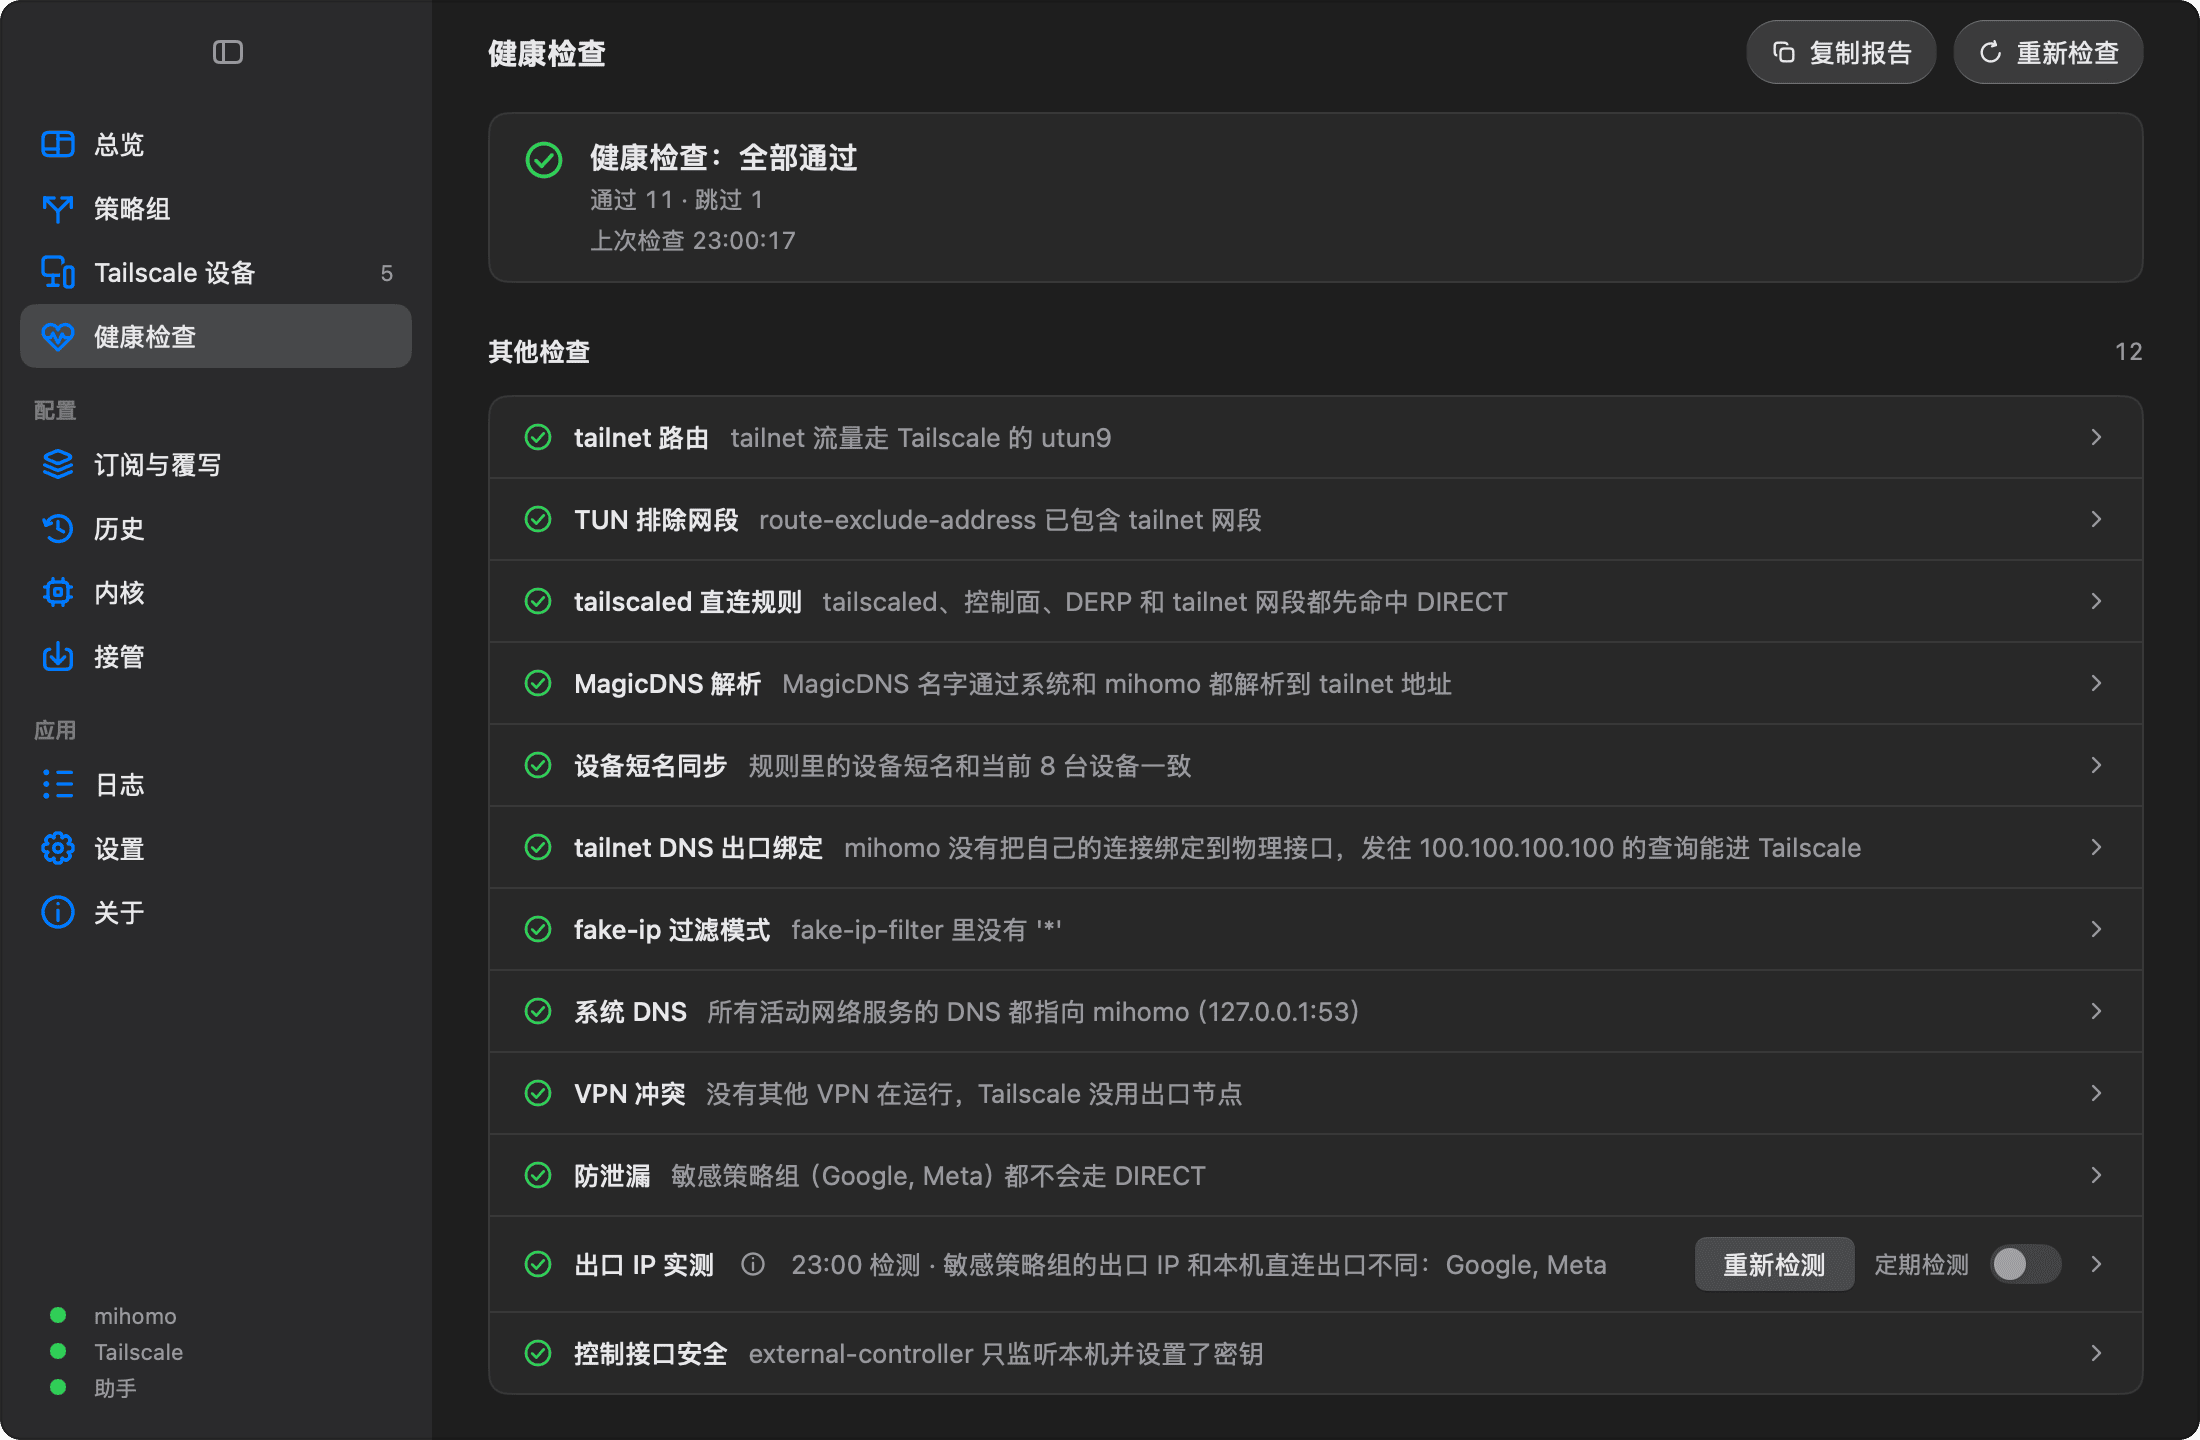 总览
策略组
Tailscale 设备 5
健康检查
配置
订阅与覆写
历史
内核
接管
应用
日志
设置
关于
mihomo
Tailscale
助手
健康检查
复制报告
重新检查
健康检查：全部通过
通过 11 · 跳过 1
上次检查 23:00:17
其他检查 12
tailnet 路由 tailnet 流量走 Tailscale 的 utun9
TUN 排除网段 route-exclude-address 已包含 tailnet 网段
tailscaled 直连规则 tailscaled、控制面、DERP 和 tailnet 网段都先命中 DIRECT
MagicDNS 解析 MagicDNS 名字通过系统和 mihomo 都解析到 tailnet 地址
设备短名同步 规则里的设备短名和当前 8 台设备一致
tailnet DNS 出口绑定 mihomo 没有把自己的连接绑定到物理接口，发往 100.100.100.100 的查询能进 Tailscale
fake-ip 过滤模式 fake-ip-filter 里没有 '*'
系统 DNS 所有活动网络服务的 DNS 都指向 mihomo (127.0.0.1:53)
VPN 冲突 没有其他 VPN 在运行，Tailscale 没用出口节点
防泄漏 敏感策略组（Google, Meta）都不会走 DIRECT
出口 IP 实测 23:00 检测 · 敏感策略组的出口 IP 和本机直连出口不同：Google, Meta 重新检测 定期检测
控制接口安全 external-controller 只监听本机并设置了密钥